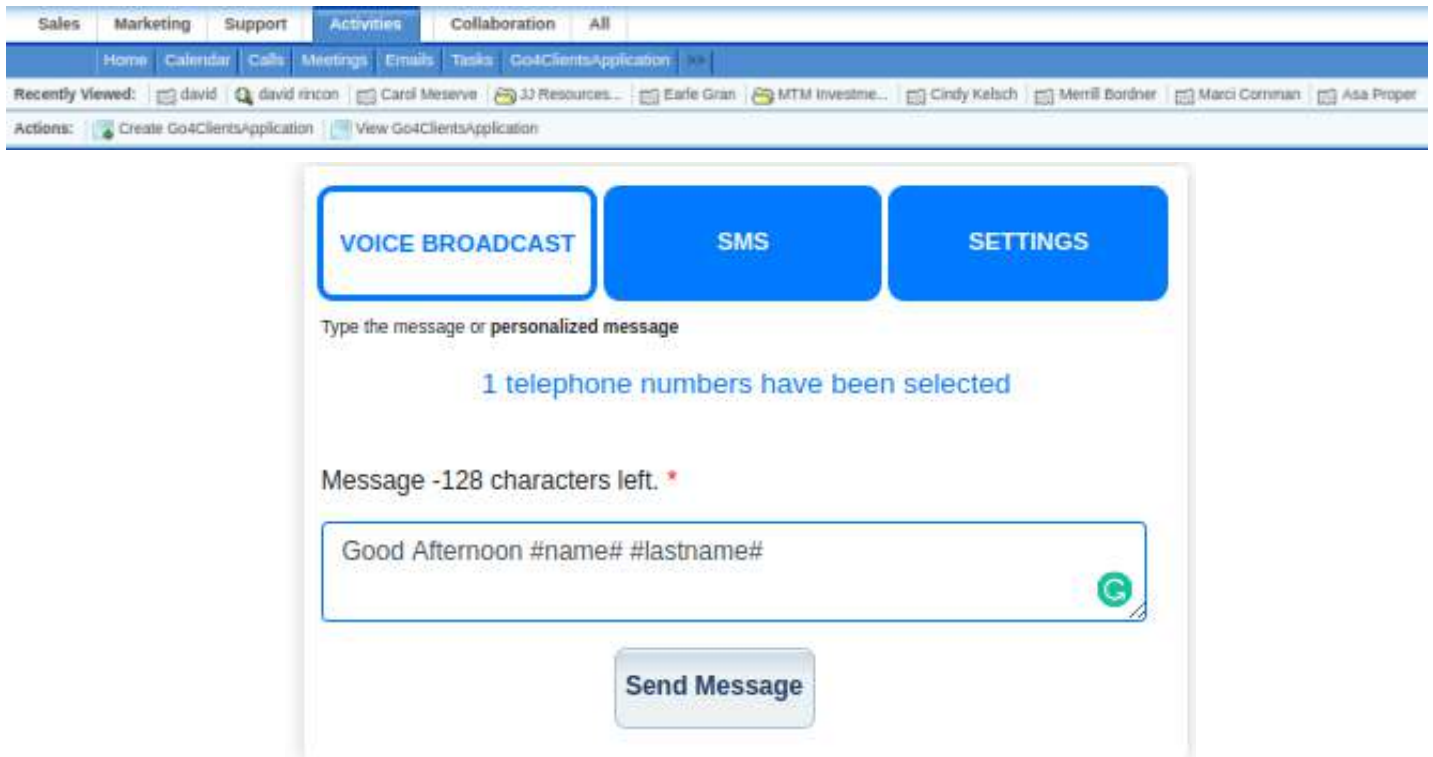 Sales Marketing Support Activities Collaboration All
Home Calendar Calls Meetings Emails Tasks Go4ClientsApplication >>
Recently Viewed: david david rincon Carol Meserve JJ Resources... Earle Gran MTM Investme... Cindy Kelsch Merrill Bordner Marci Cornman Asa Proper
Actions: Create Go4ClientsApplication View Go4ClientsApplication
VOICE BROADCAST SMS SETTINGS
Type the message or personalized message
1 telephone numbers have been selected
Message -128 characters left. *
Good Afternoon #name# #lastname#
Send Message